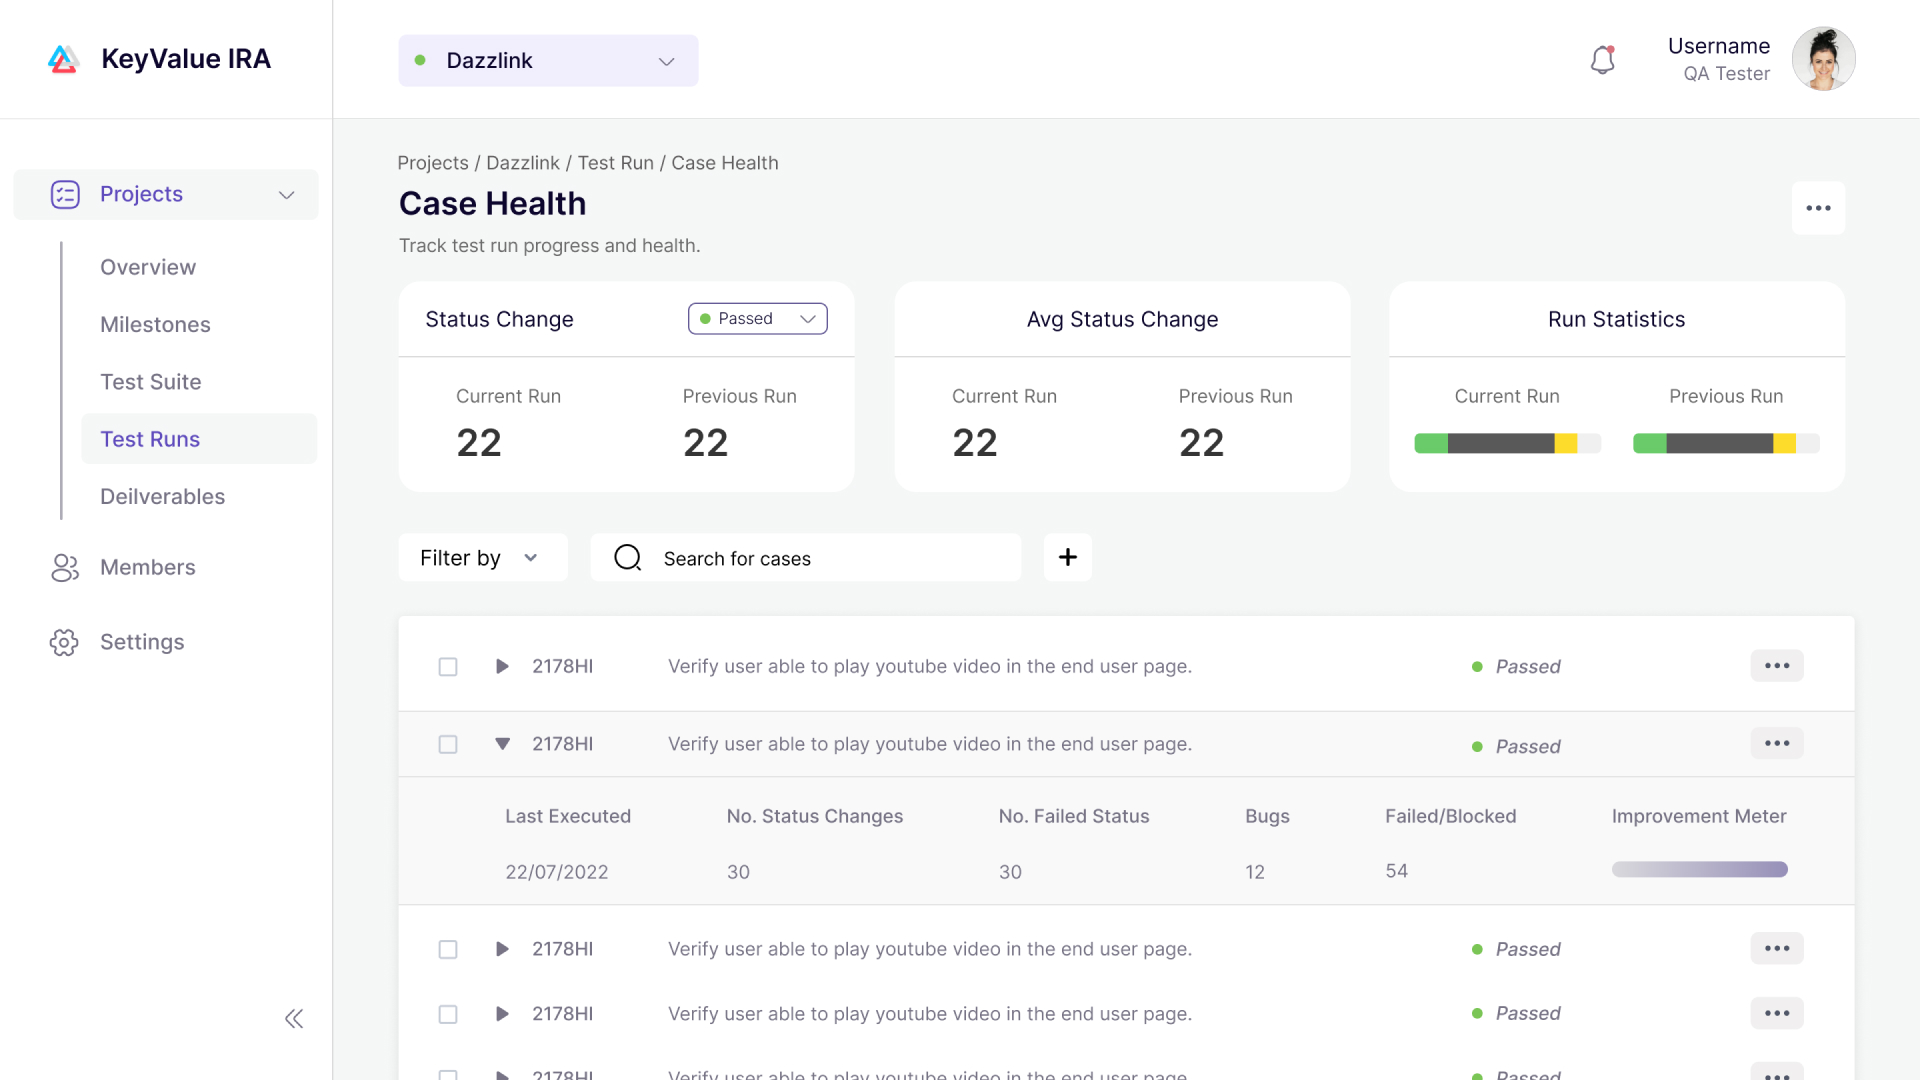 KeyValue IRA
Dazzlink
Username
QA Tester
Projects
Overview
Milestones
Test Suite
Test Runs
Deilverables
Members
Settings
Projects / Dazzlink / Test Run / Case Health
Case Health
Track test run progress and health.
Status Change
Passed
Current Run
Previous Run
22
22
Avg Status Change
Current Run
Previous Run
22
22
Run Statistics
Current Run
Previous Run
Filter by
Search for cases
2178HI Verify user able to play youtube video in the end user page. Passed
2178HI Verify user able to play youtube video in the end user page. Passed
Last Executed No. Status Changes No. Failed Status Bugs Failed/Blocked Improvement Meter
22/07/2022 30 30 12 54
2178HI Verify user able to play youtube video in the end user page. Passed
2178HI Verify user able to play youtube video in the end user page. Passed
2178HI Verify user able to play youtube video in the end user page. Passed